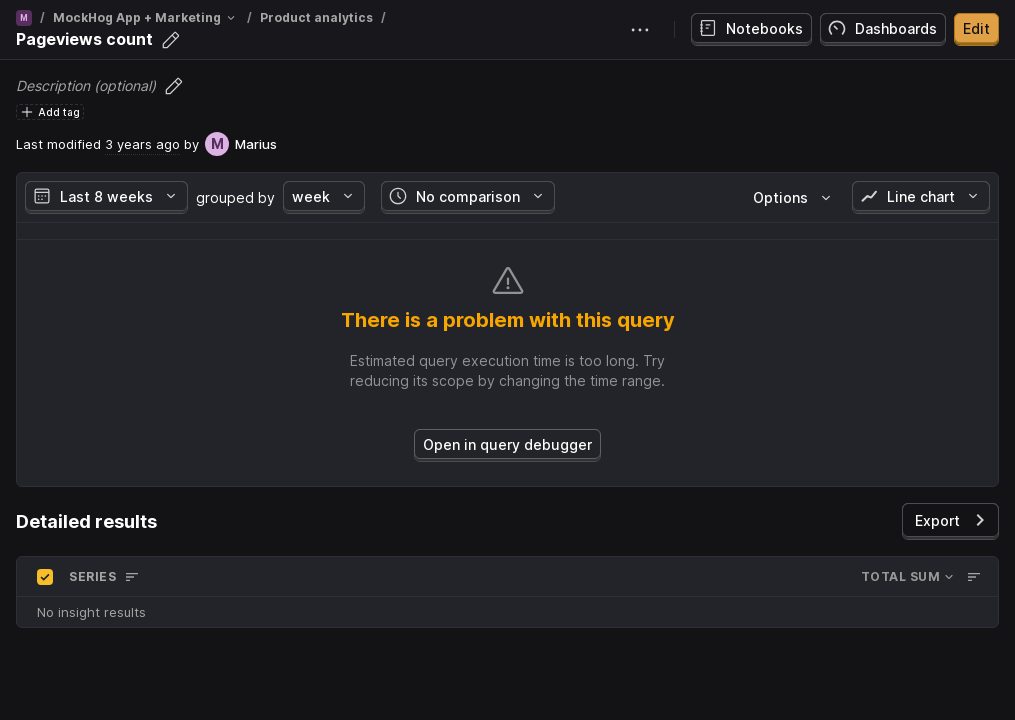 M / MockHog App + Marketing / Product analytics /
Pageviews count
Notebooks
Dashboards
Edit
Description (optional)
Add tag
Last modified 3 years ago by M Marius
Last 8 weeks grouped by week No comparison Options Line chart
There is a problem with this query
Estimated query execution time is too long. Try
reducing its scope by changing the time range.
Open in query debugger
Detailed results
Export
SERIES TOTAL SUM
No insight results